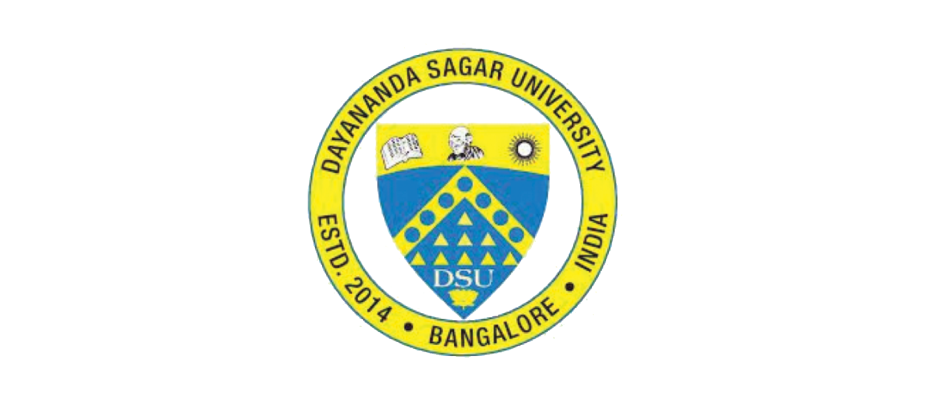 DAYANANDA SAGAR UNIVERSITY
ESTD. 2014 • BANGALORE • INDIA
DSU